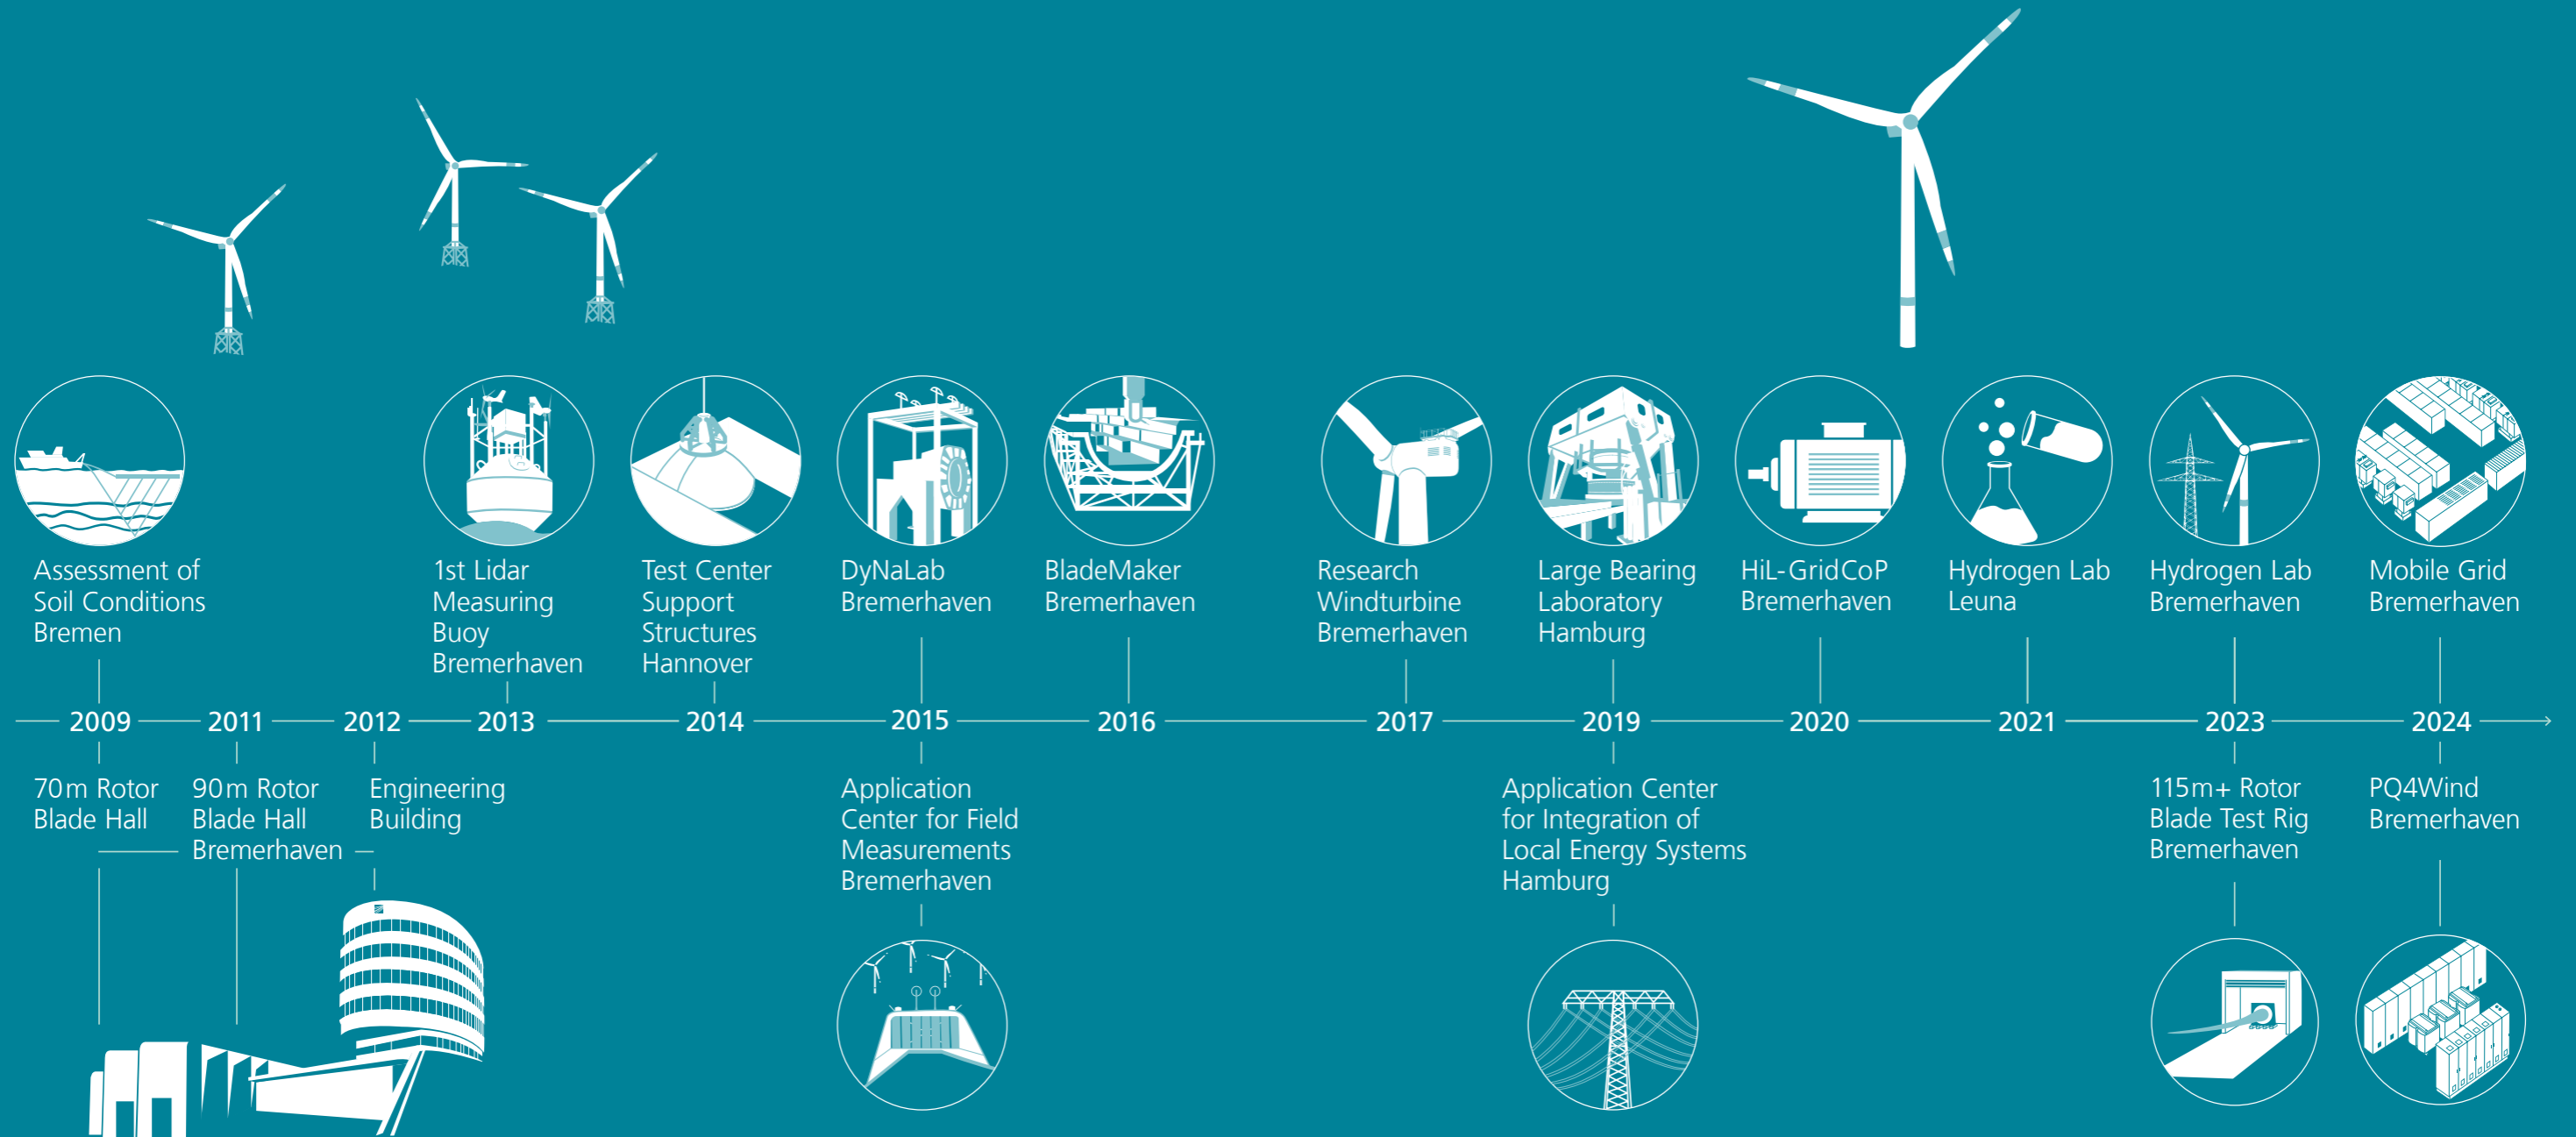 Assessment of
Soil Conditions
Bremen
1st Lidar
Measuring
Buoy
Bremerhaven
Test Center
Support
Structures
Hannover
DyNaLab
Bremerhaven
BladeMaker
Bremerhaven
Research
Windturbine
Bremerhaven
Large Bearing
Laboratory
Hamburg
HiL-GridCoP
Bremerhaven
Hydrogen Lab
Leuna
Hydrogen Lab
Bremerhaven
Mobile Grid
Bremerhaven
2009 2011 2012 2013 2014 2015 2016 2017 2019 2020 2021 2023 2024
70m Rotor
Blade Hall
90m Rotor
Blade Hall
Bremerhaven
Engineering
Building
Application
Center for Field
Measurements
Bremerhaven
Application Center
for Integration of
Local Energy Systems
Hamburg
115m+ Rotor
Blade Test Rig
Bremerhaven
PQ4Wind
Bremerhaven